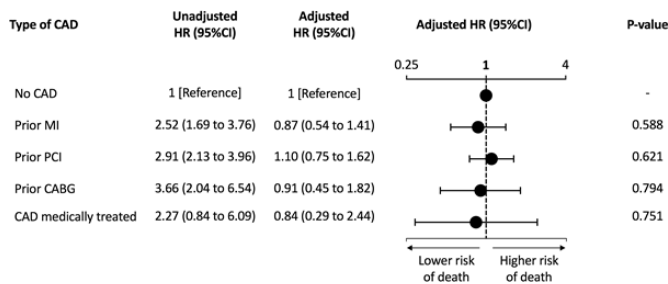 Type of CAD Unadjusted HR (95%CI) Adjusted HR (95%CI) Adjusted HR (95%CI) P-value
0.25 1 4
No CAD 1 [Reference] 1 [Reference] -
Prior MI 2.52 (1.69 to 3.76) 0.87 (0.54 to 1.41) 0.588
Prior PCI 2.91 (2.13 to 3.96) 1.10 (0.75 to 1.62) 0.621
Prior CABG 3.66 (2.04 to 6.54) 0.91 (0.45 to 1.82) 0.794
CAD medically treated 2.27 (0.84 to 6.09) 0.84 (0.29 to 2.44) 0.751
Lower risk Higher risk
of death of death